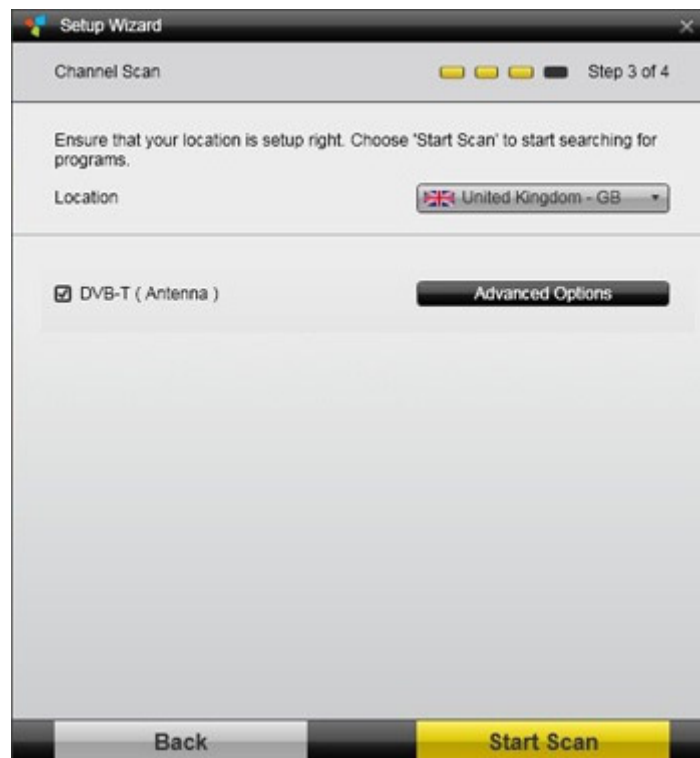 Setup Wizard
Channel Scan
Step 3 of 4
Ensure that your location is setup right. Choose 'Start Scan' to start searching for
programs.
Location
United Kingdom - GB
DVB-T ( Antenna )
Advanced Options
Back
Start Scan